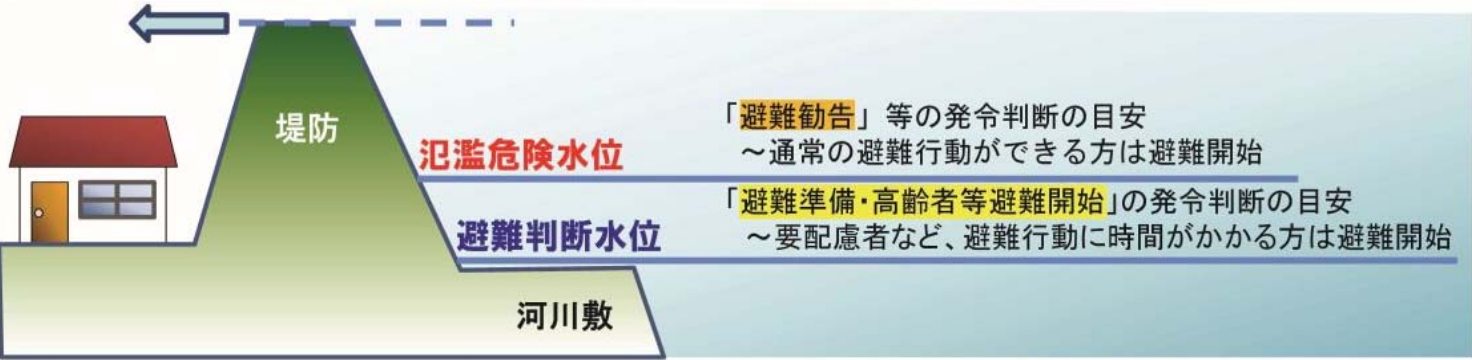 堤防
氾濫危険水位
「避難勧告」等の発令判断の目安
～通常の避難行動ができる方は避難開始
避難判断水位
「避難準備・高齢者等避難開始」の発令判断の目安
～要配慮者など、避難行動に時間がかかる方は避難開始
河川敷